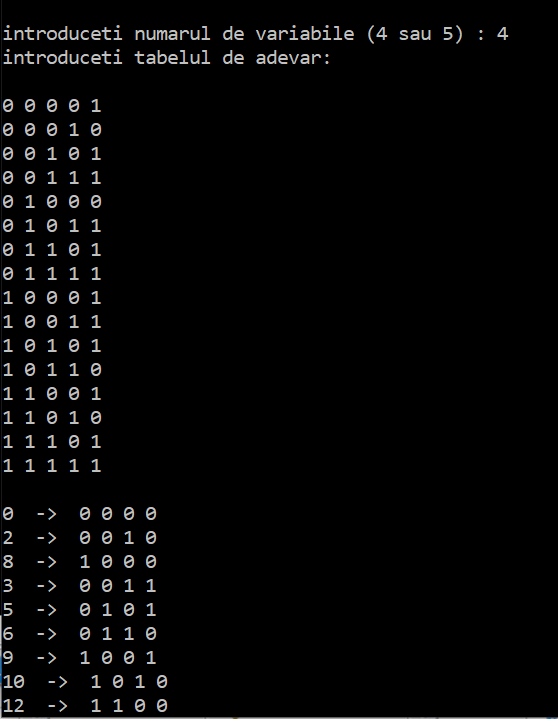 introduceti numarul de variabile (4 sau 5) : 4
introduceti tabelul de adevar:
0 0 0 0 1
0 0 0 1 0
0 0 1 0 1
0 0 1 1 1
0 1 0 0 0
0 1 0 1 1
0 1 1 0 1
0 1 1 1 1
1 0 0 0 1
1 0 0 1 1
1 0 1 0 1
1 0 1 1 0
1 1 0 0 1
1 1 0 1 0
1 1 1 0 1
1 1 1 1 1
0 -> 0 0 0 0
2 -> 0 0 1 0
8 -> 1 0 0 0
3 -> 0 0 1 1
5 -> 0 1 0 1
6 -> 0 1 1 0
9 -> 1 0 0 1
10 -> 1 0 1 0
12 -> 1 1 0 0